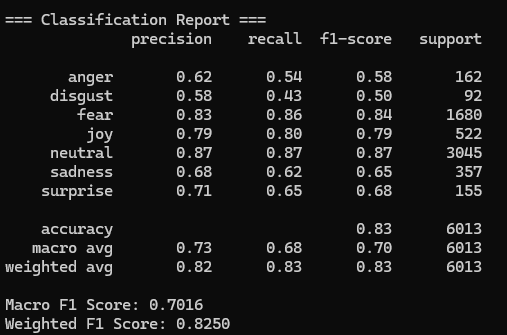 === Classification Report ===
              precision    recall  f1-score   support

       anger       0.62      0.54      0.58       162
     disgust       0.58      0.43      0.50        92
        fear       0.83      0.86      0.84      1680
         joy       0.79      0.80      0.79       522
     neutral       0.87      0.87      0.87      3045
     sadness       0.68      0.62      0.65       357
    surprise       0.71      0.65      0.68       155

    accuracy                           0.83      6013
   macro avg       0.73      0.68      0.70      6013
weighted avg       0.82      0.83      0.83      6013

Macro F1 Score: 0.7016
Weighted F1 Score: 0.8250